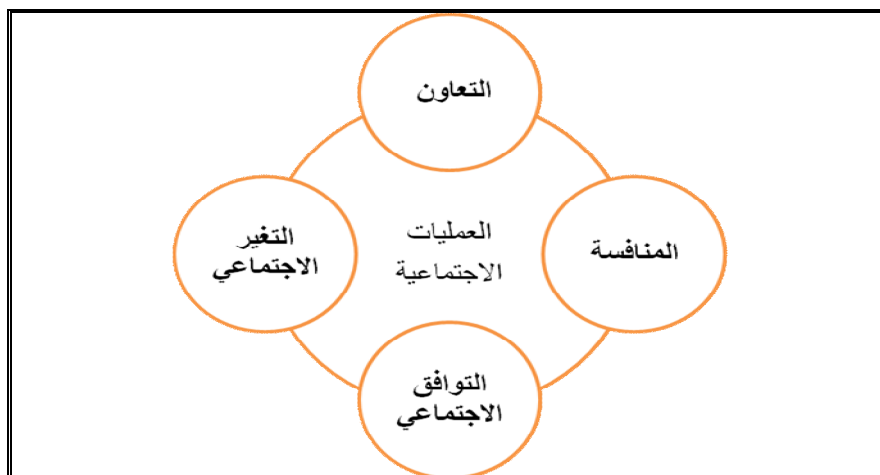 التعاون
المنافسة
العمليات
الاجتماعية
التغير
الاجتماعي
التوافق
الاجتماعي